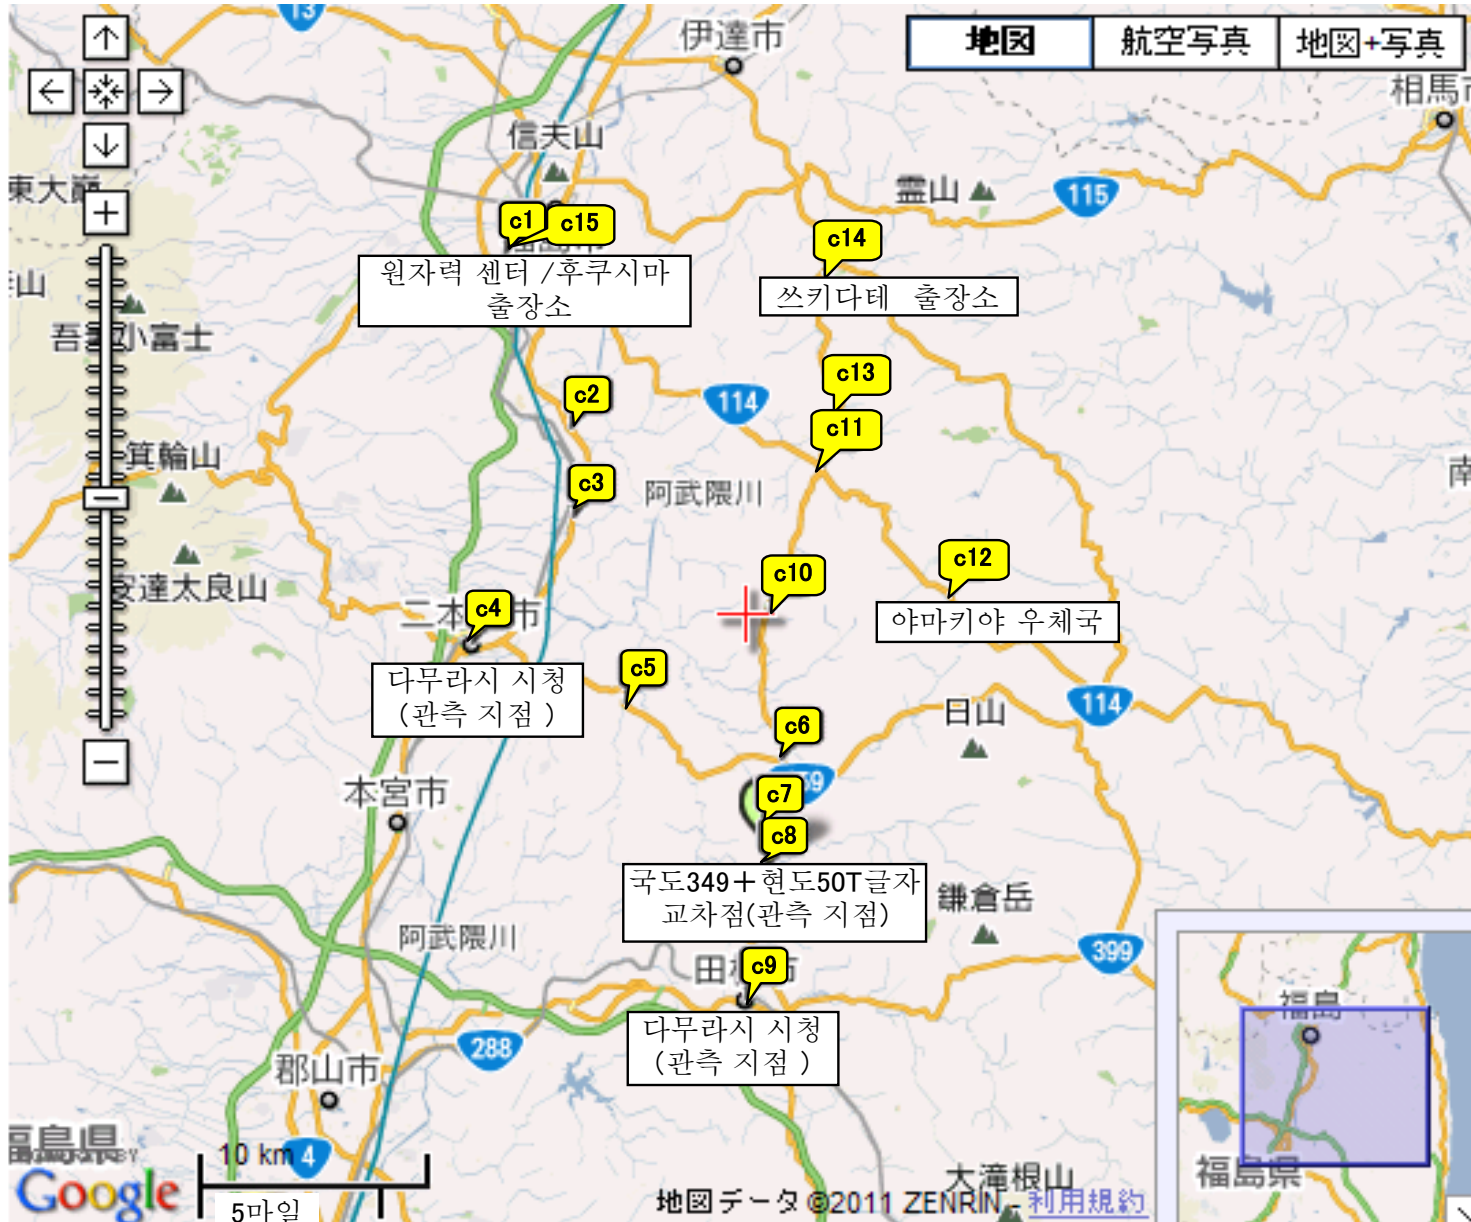 13
伊達市
地図
航空写真
地図+写真
相馬市
信夫山
東大巓
霊山
115
c1
c15
c14
원자력 센터 /후쿠시마
출장소
쓰키다테 출장소
山
吾妻小富士
c13
c2
114
c11
箕輪山
c3
阿武隈川
南
c12
c10
安達太良山
二本
c4
市
야마키야 우체국
다무라시 시청
(관측 지점 )
c5
114
日山
c6
本宮市
c7
c8
국도349+현도50T글자
교차점(관측 지점)
鎌倉岳
阿武隈川
399
田
c9
市
다무라시 시청
(관측 지점 )
福島
288
郡山市
福島県
福島県
10 km
4
大滝根山
Google
5마일
地図データ ©2011 ZENRIN - 利用規約